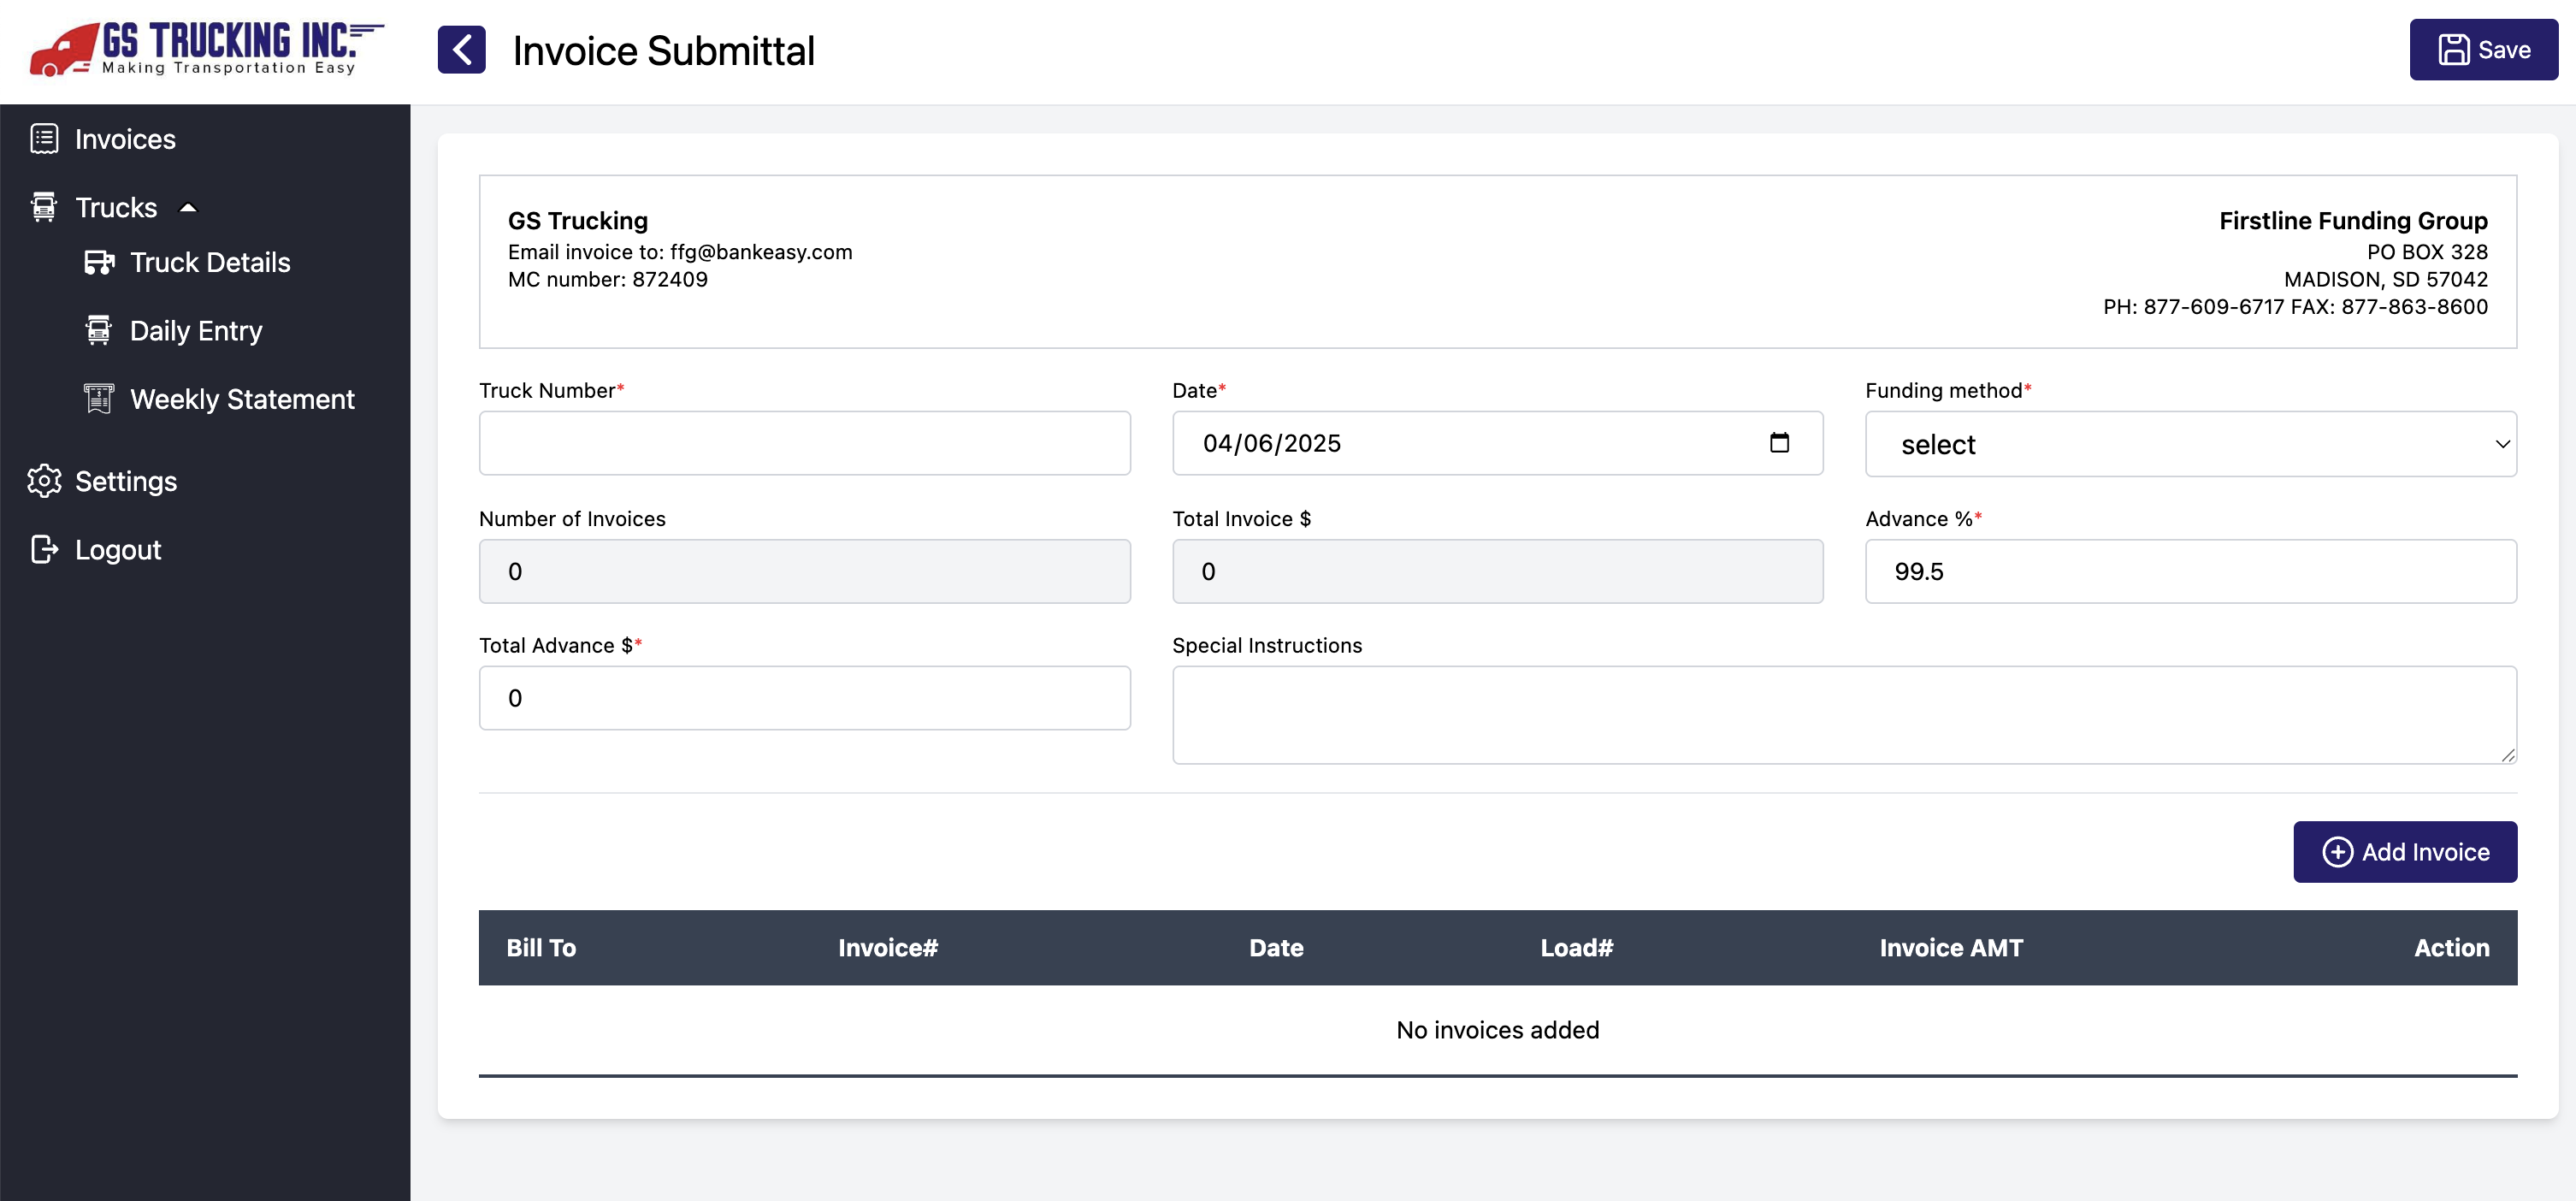 GS TRUCKING INC.
Making Transportation Easy
Invoice Submittal
Save
Invoices
Trucks
Truck Details
Daily Entry
Weekly Statement
Settings
Logout
GS Trucking
Email invoice to: ffg@bankeasy.com
MC number: 872409
Firstline Funding Group
PO BOX 328
MADISON, SD 57042
PH: 877-609-6717 FAX: 877-863-8600
Truck Number*
Date*
04/06/2025
Funding method*
select
Number of Invoices
0
Total Invoice $
0
Advance %*
99.5
Total Advance $*
0
Special Instructions
Add Invoice
Bill To Invoice# Date Load# Invoice AMT Action
No invoices added